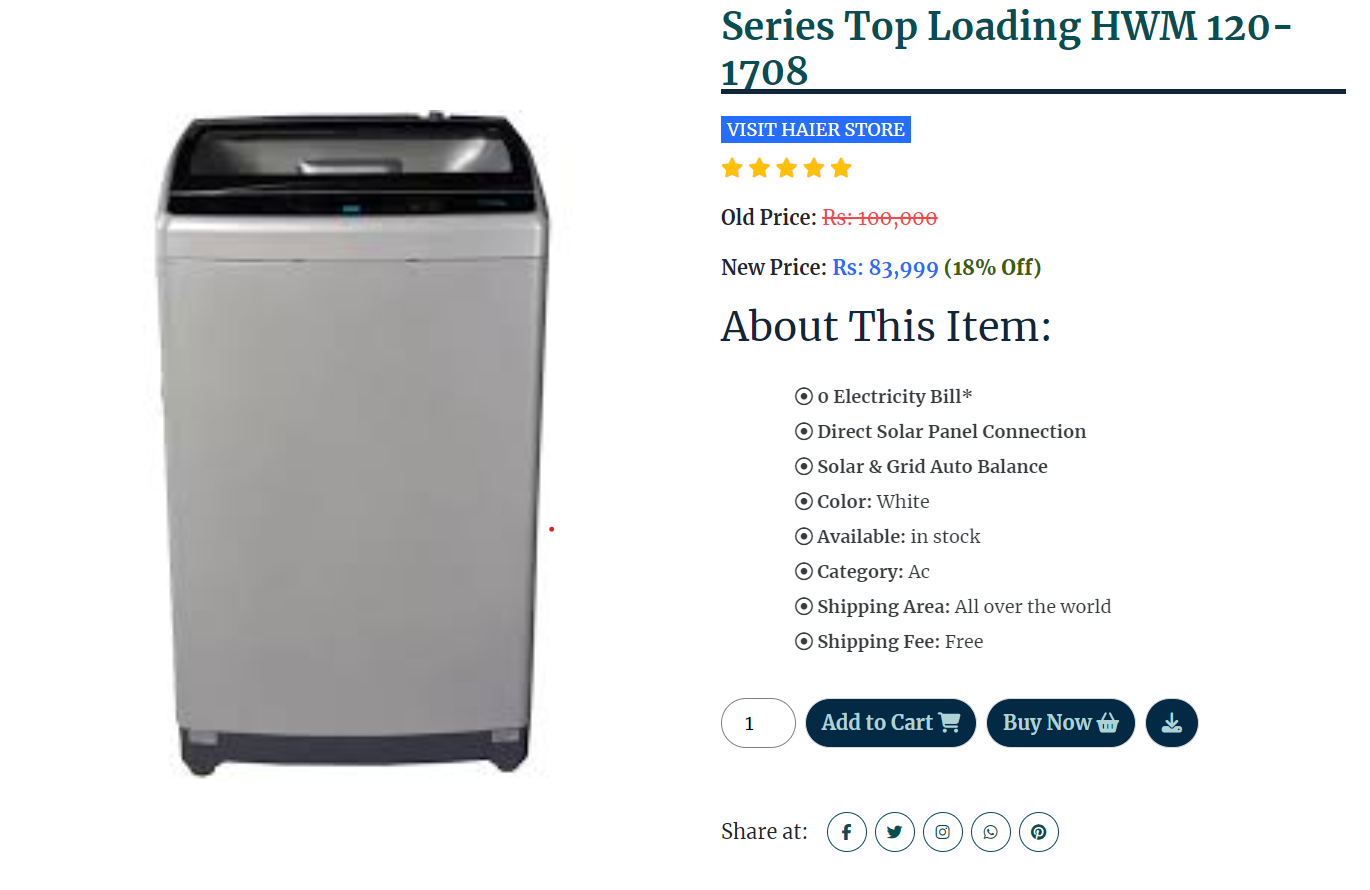 Series Top Loading HWM 120-
1708
VISIT HAIER STORE
Old Price: Rs: 100,000
New Price: Rs: 83,999 (18% Off)
About This Item:
0 Electricity Bill*
Direct Solar Panel Connection
Solar & Grid Auto Balance
Color: White
Available: in stock
Category: Ac
Shipping Area: All over the world
Shipping Fee: Free
1 Add to Cart Buy Now
Share at: